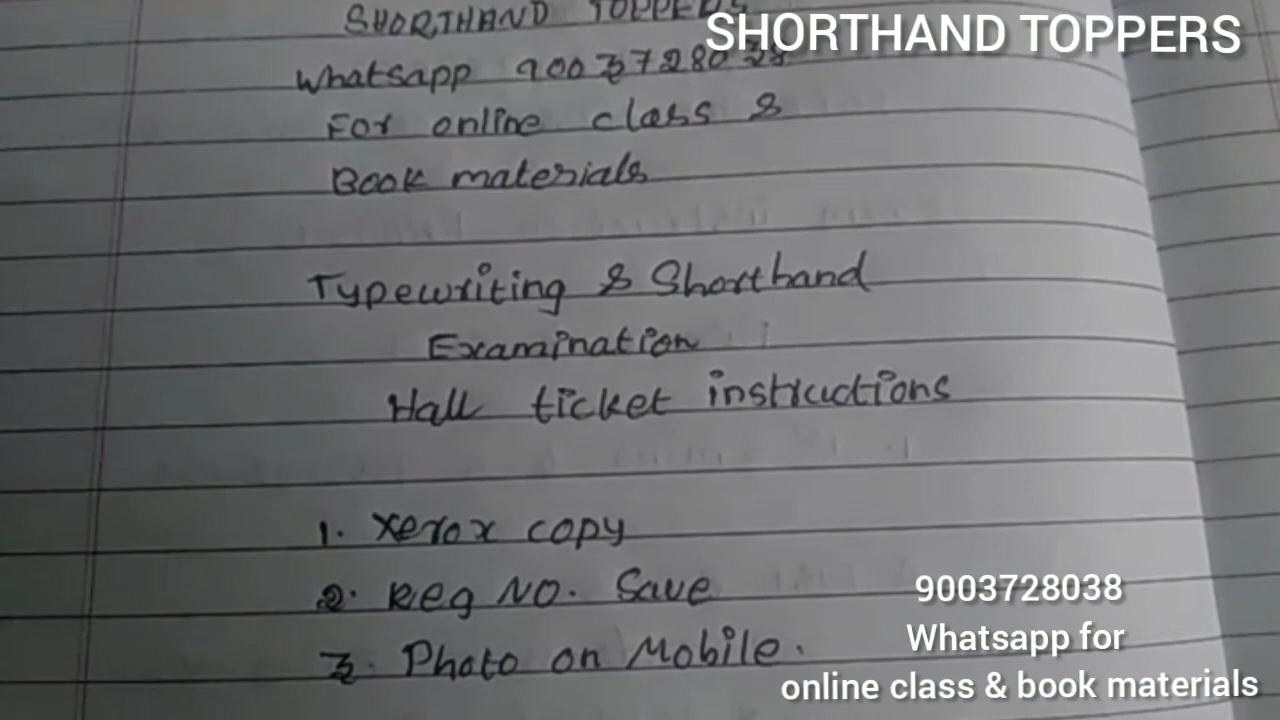 SHORTHAND TOPPERS
SHORTHAND TOPPERS
Whatsapp 9003728038
For online class &
Book materials
Typewriting & Shorthand
Examination
Hall ticket instructions
1. Xerox copy
2. Reg NO. Save
3. Photo on Mobile.
9003728038
Whatsapp for
online class & book materials